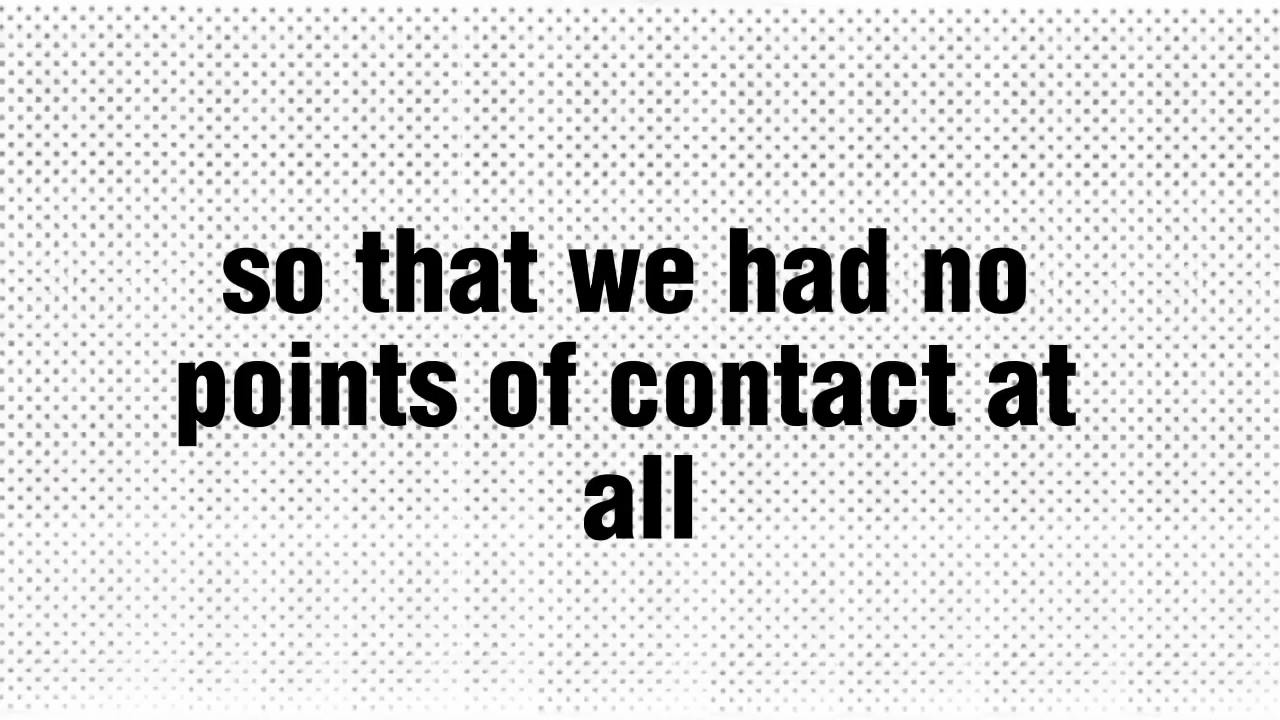 so that we had no
points of contact at
all